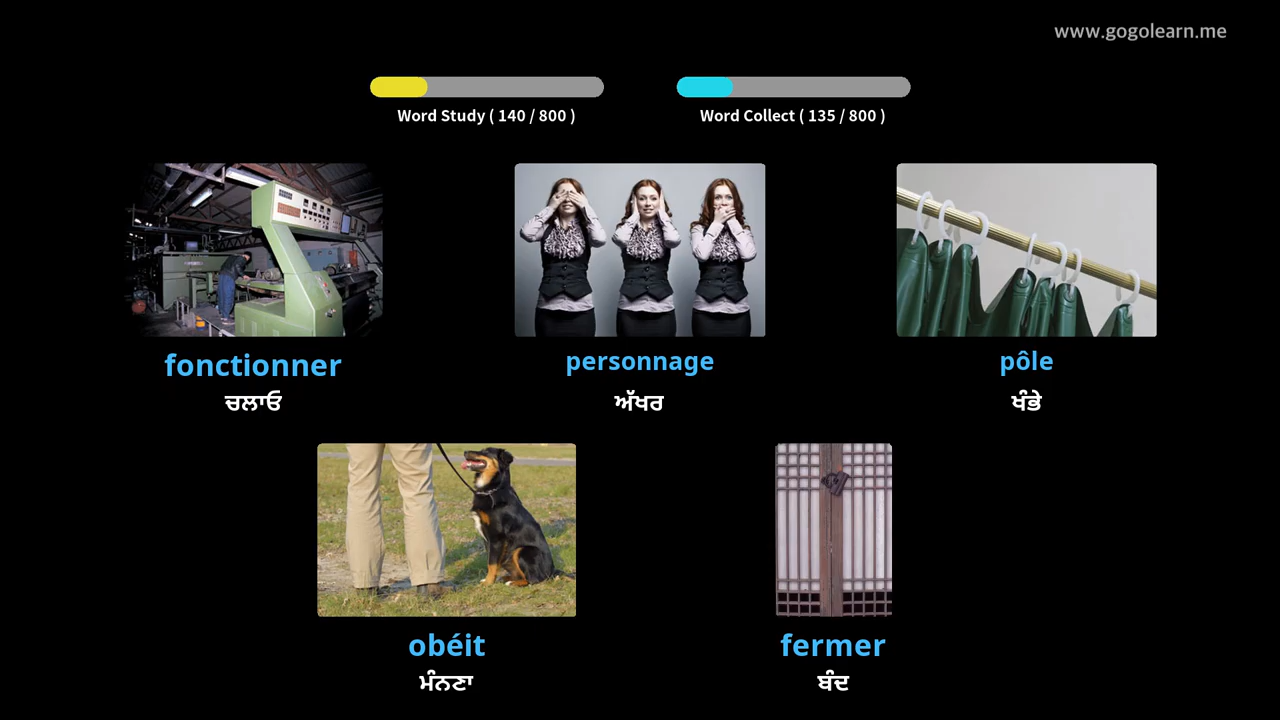 www.gogolearn.me
Word Study ( 140 / 800 )
Word Collect ( 135 / 800 )
fonctionner
ਚਲਾਓ
personnage
ਅੱਖਰ
pôle
ਖੰਭੇ
obéit
ਮੰਨਣਾ
fermer
ਬੰਦ